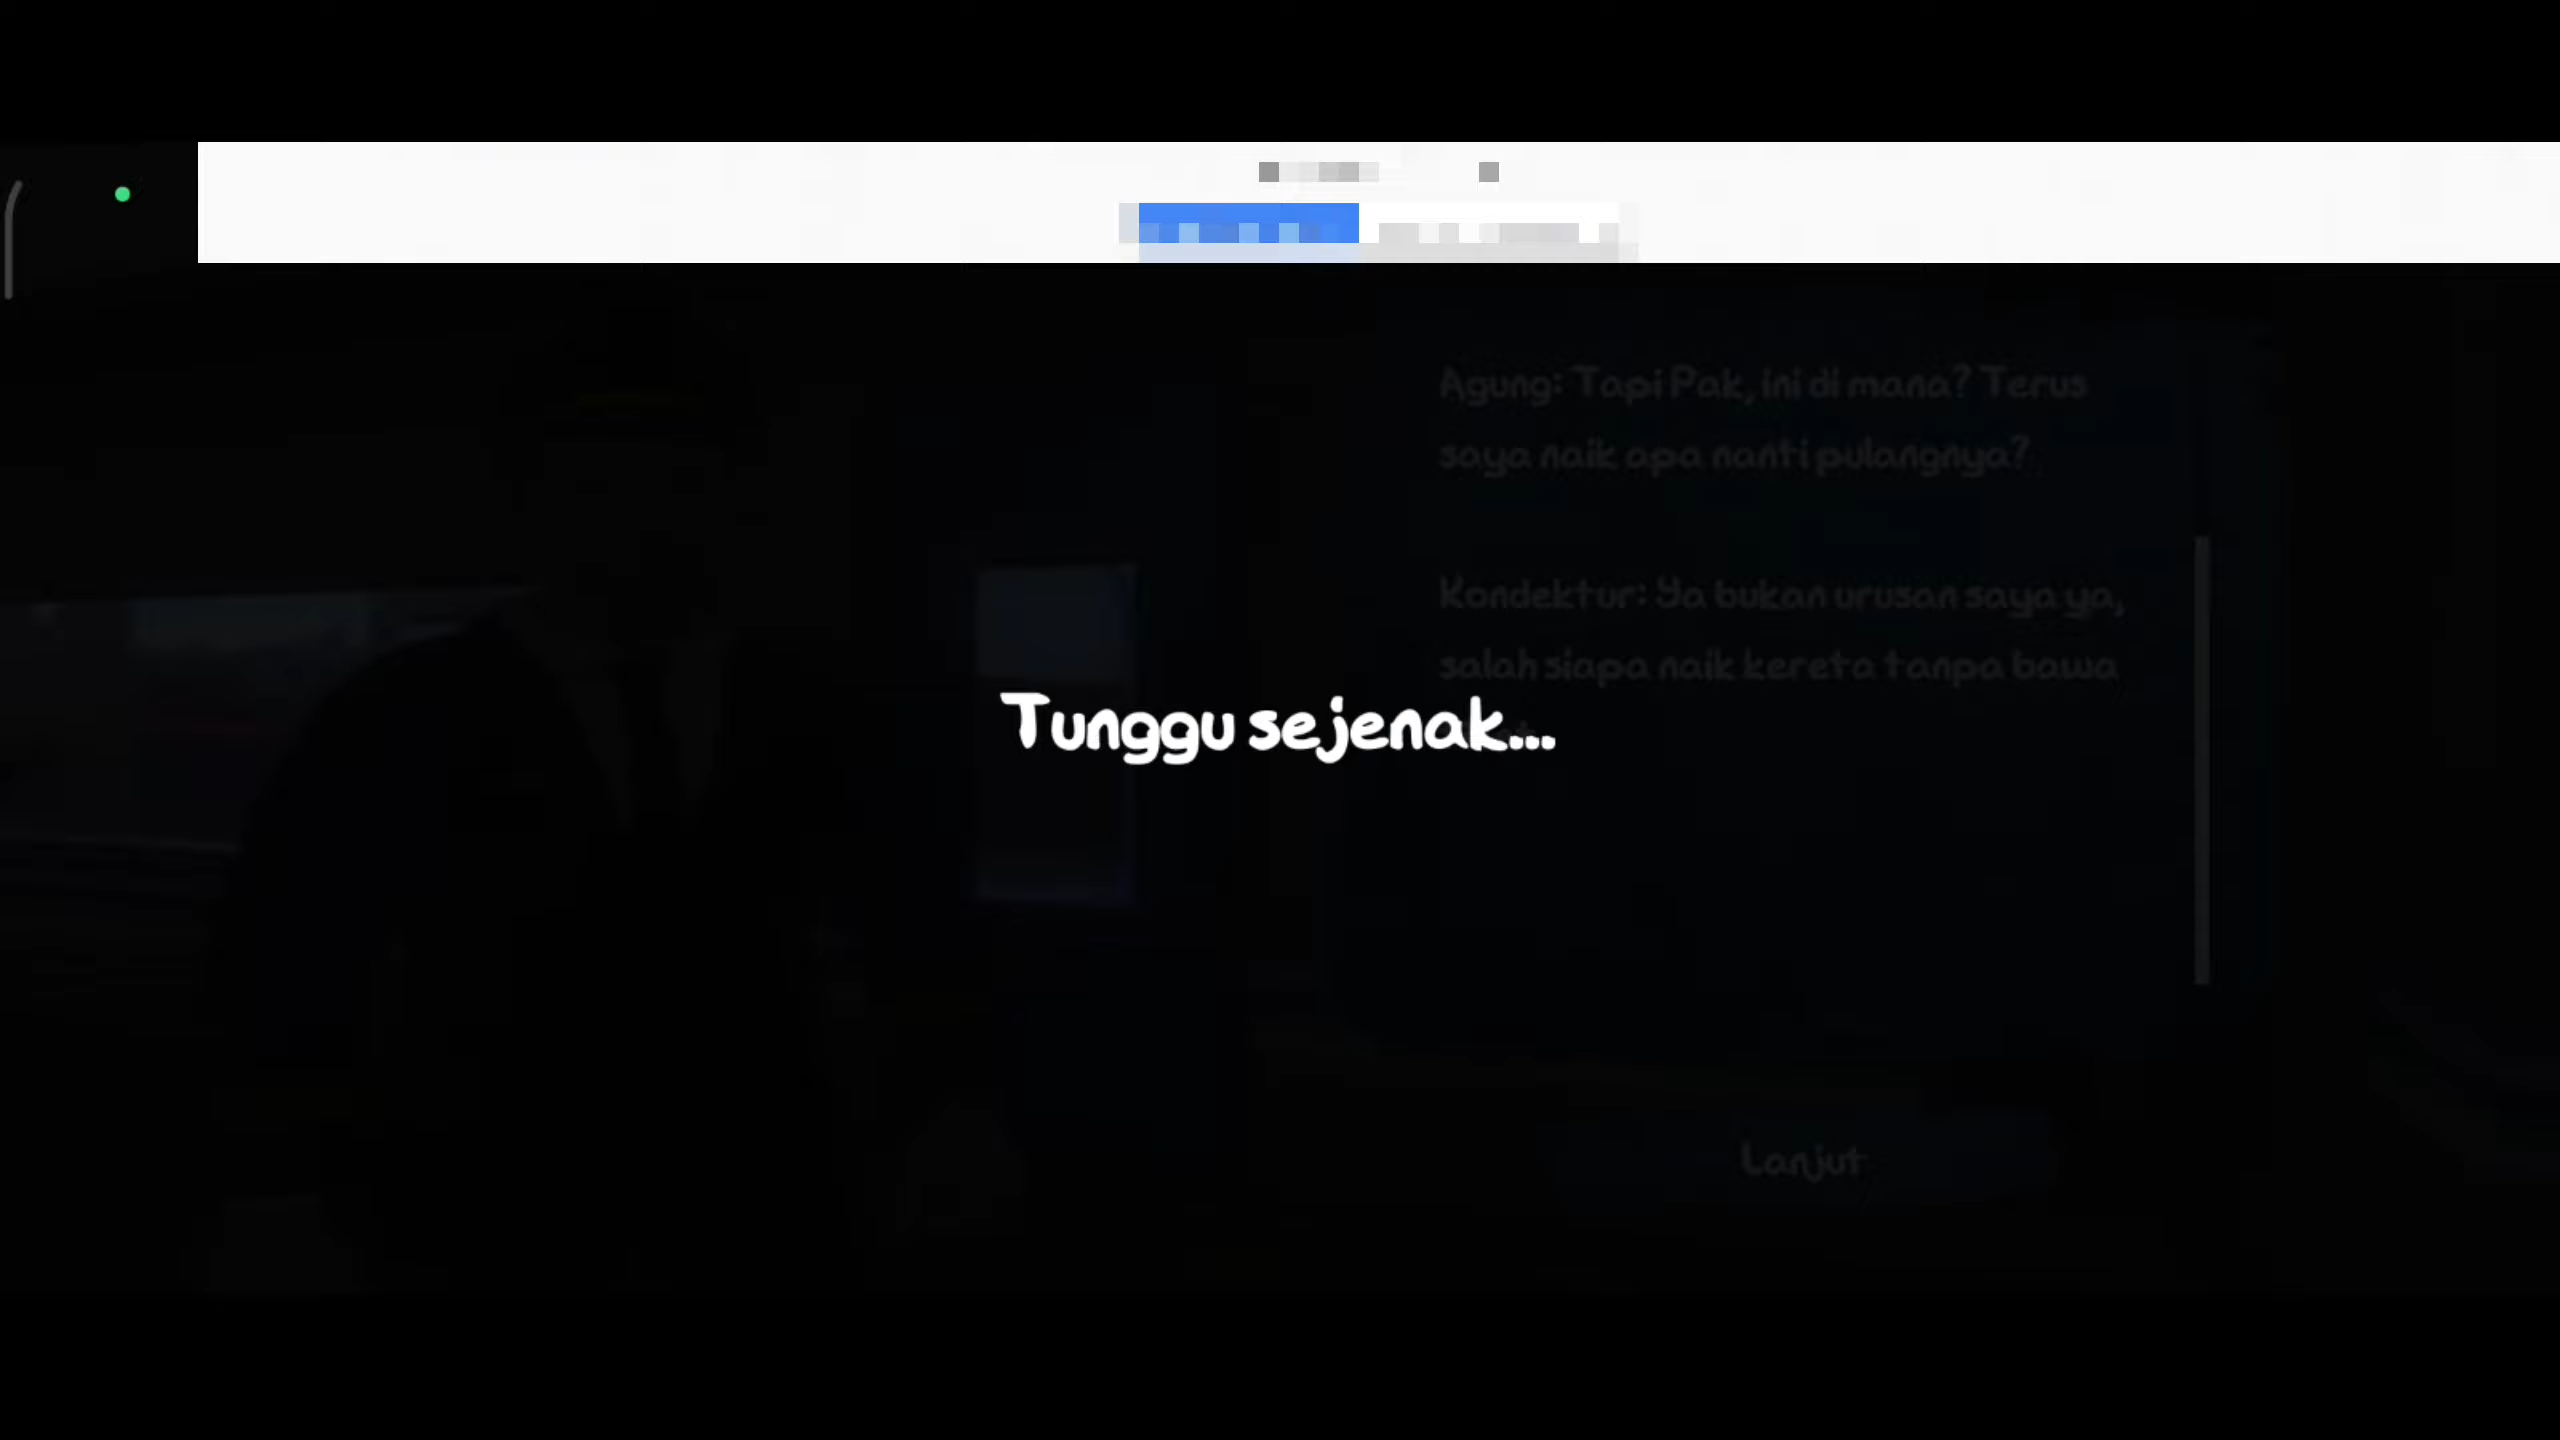 Agung: Tapi Pak, ini di mana? Terus
saya naik apa nanti pulangnya?
Kondektur: Ya bukan urusan saya ya,
salah siapa naik kereta tanpa bawa
Tunggu sejenak...
Lanjut